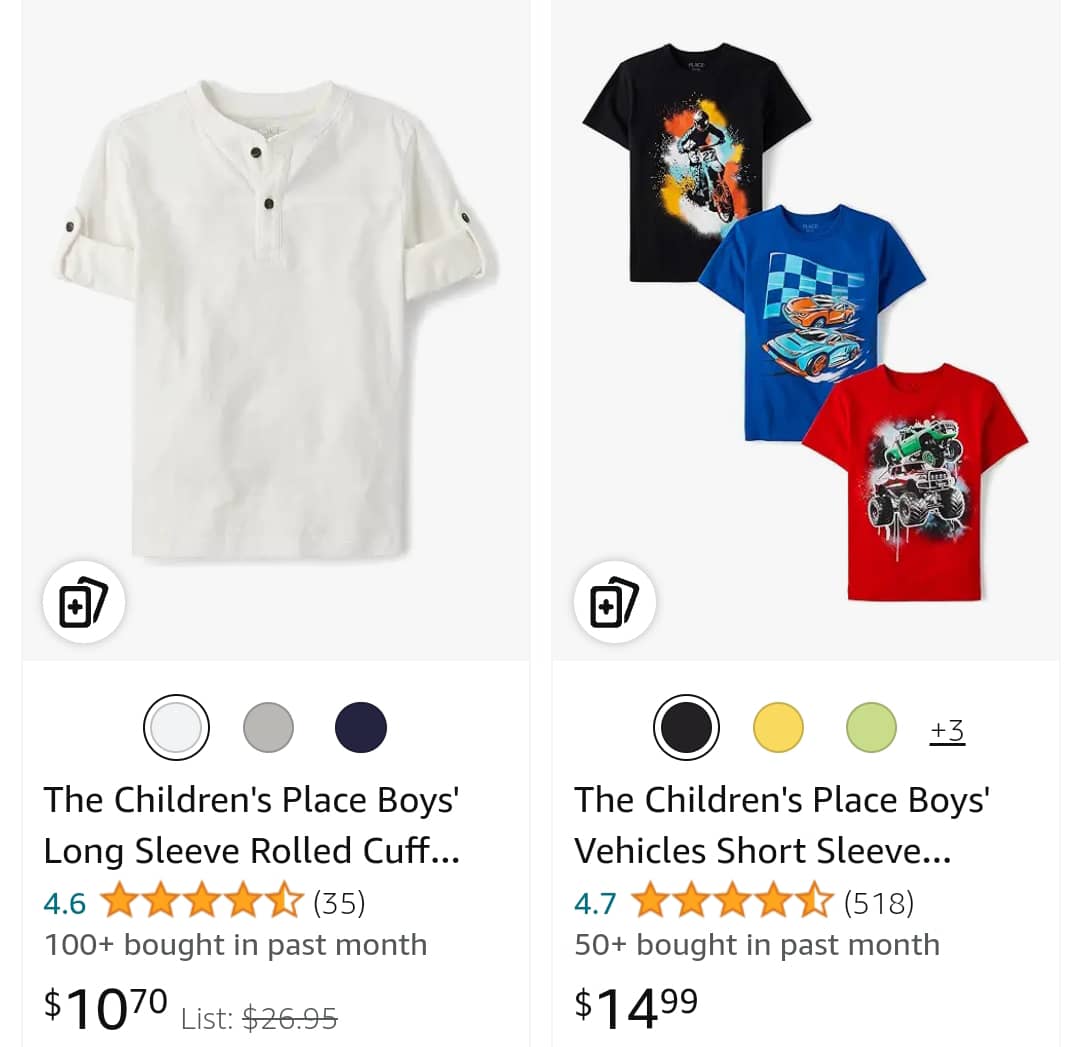 PLACE
PLACE
+3
The Children's Place Boys'
Long Sleeve Rolled Cuff...
4.6 (35)
100+ bought in past month
$10.70 List: $26.95
The Children's Place Boys'
Vehicles Short Sleeve...
4.7 (518)
50+ bought in past month
$14.99